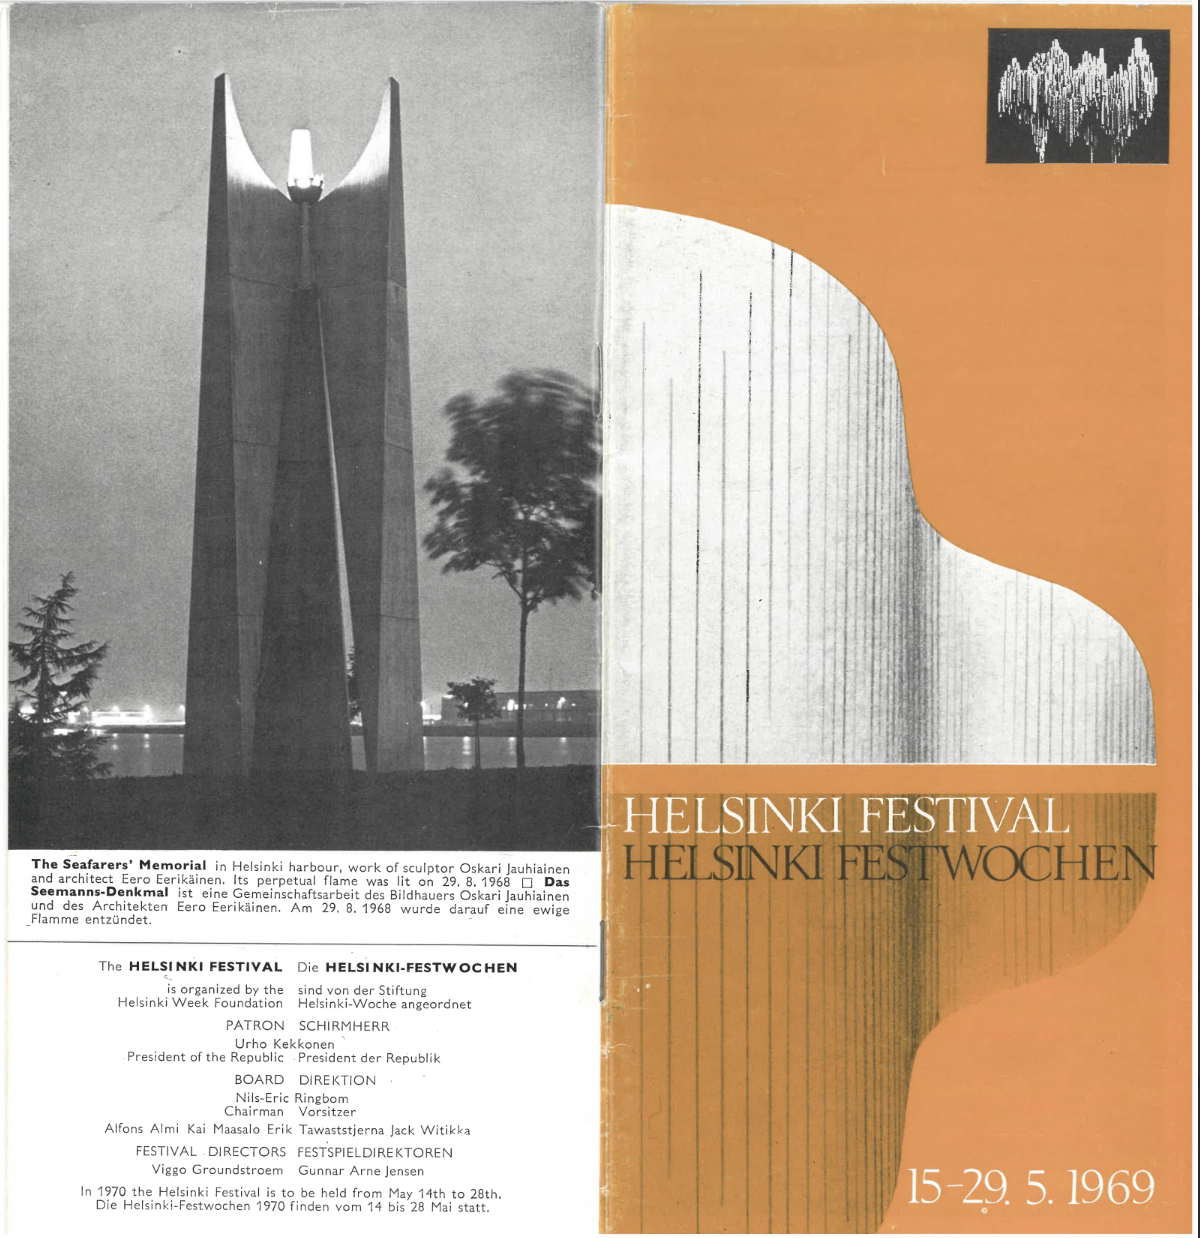 The Seafarers' Memorial in Helsinki harbour, work of sculptor Oskari Jauhiainen
and architect Eero Eerikäinen. Its perpetual flame was lit on 29. 8. 1968 □ Das
Seemanns-Denkmal ist eine Gemeinschaftsarbeit des Bildhauers Oskari Jauhiainen
und des Architekten Eero Eerikäinen. Am 29. 8. 1968 wurde darauf eine ewige
Flamme entzündet.
The HELSINKI FESTIVAL Die HELSINKI-FESTWOCHEN
is organized by the sind von der Stiftung
Helsinki Week Foundation Helsinki-Woche angeordnet
PATRON SCHIRMHERR
Urho Kekkonen
President of the Republic President der Republik
BOARD DIREKTION
Nils-Eric Ringbom
Chairman Vorsitzer
Alfons Almi Kai Maasalo Erik Tawaststjerna Jack Witikka
FESTIVAL DIRECTORS FESTSPIELDIREKTOREN
Viggo Groundstroem Gunnar Arne Jensen
In 1970 the Helsinki Festival is to be held from May 14th to 28th.
Die Helsinki-Festwochen 1970 finden vom 14 bis 28 Mai statt.
HELSINKI FESTIVAL
HELSINKI FESTWOCHEN
15-29. 5. 1969